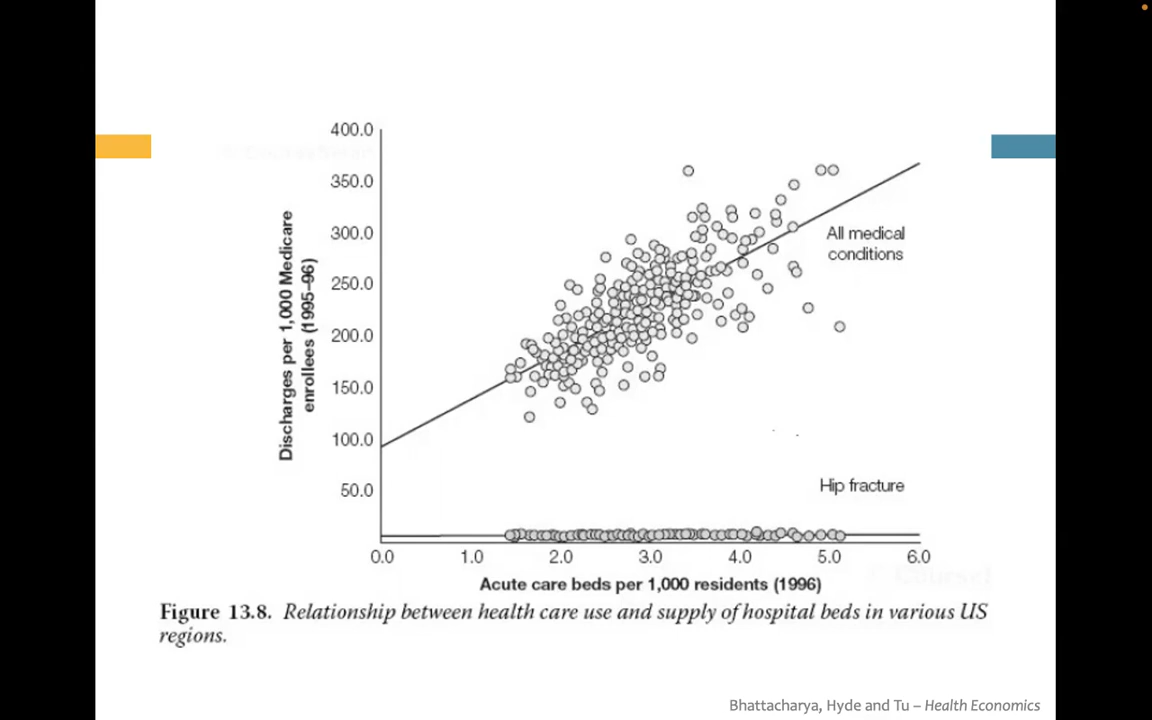 400.0
350.0
300.0
250.0
200.0
150.0
100.0
50.0
Discharges per 1,000 Medicare
enrollees (1995–96)
All medical
conditions
Hip fracture
0.0 1.0 2.0 3.0 4.0 5.0 6.0
Acute care beds per 1,000 residents (1996)
Figure 13.8. Relationship between health care use and supply of hospital beds in various US
regions.
Bhattacharya, Hyde and Tu – Health Economics